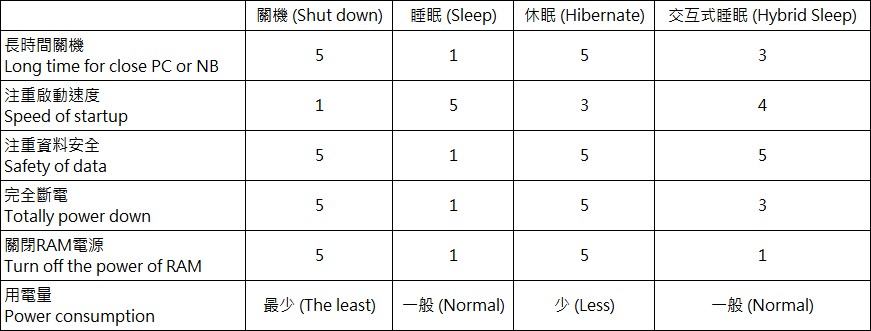 關機 (Shut down) 睡眠 (Sleep) 休眠 (Hibernate) 交互式睡眠 (Hybrid Sleep)
長時間關機
Long time for close PC or NB
5 1 5 3
注重啟動速度
Speed of startup
1 5 3 4
注重資料安全
Safety of data
5 1 5 5
完全斷電
Totally power down
5 1 5 3
關閉RAM電源
Turn off the power of RAM
5 1 5 1
用電量
Power consumption
最少 (The least) 一般 (Normal) 少 (Less) 一般 (Normal)